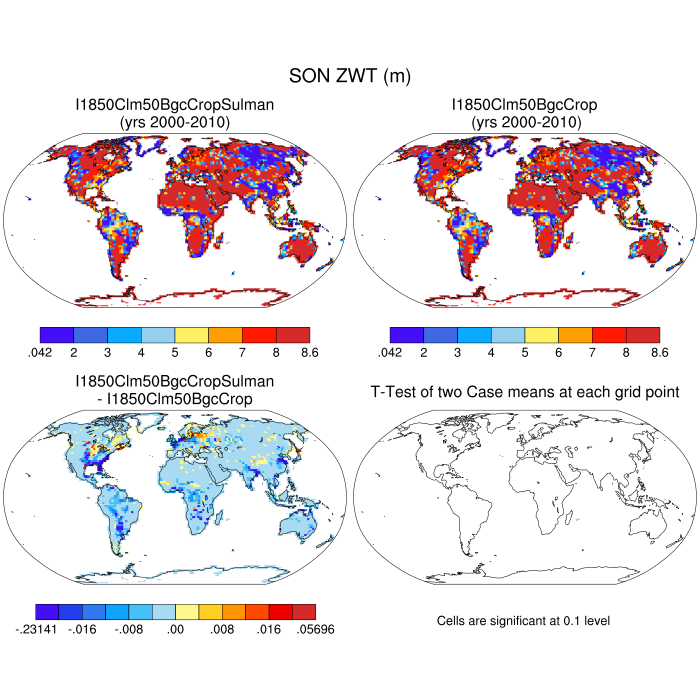 SON ZWT (m)
I1850Clm50BgcCropSulman
(yrs 2000-2010)
I1850Clm50BgcCrop
(yrs 2000-2010)
.042 2 3 4 5 6 7 8 8.6
.042 2 3 4 5 6 7 8 8.6
I1850Clm50BgcCropSulman
- I1850Clm50BgcCrop
T-Test of two Case means at each grid point
-.23141 -.016 -.008 .00 .008 .016 .05696
Cells are significant at 0.1 level